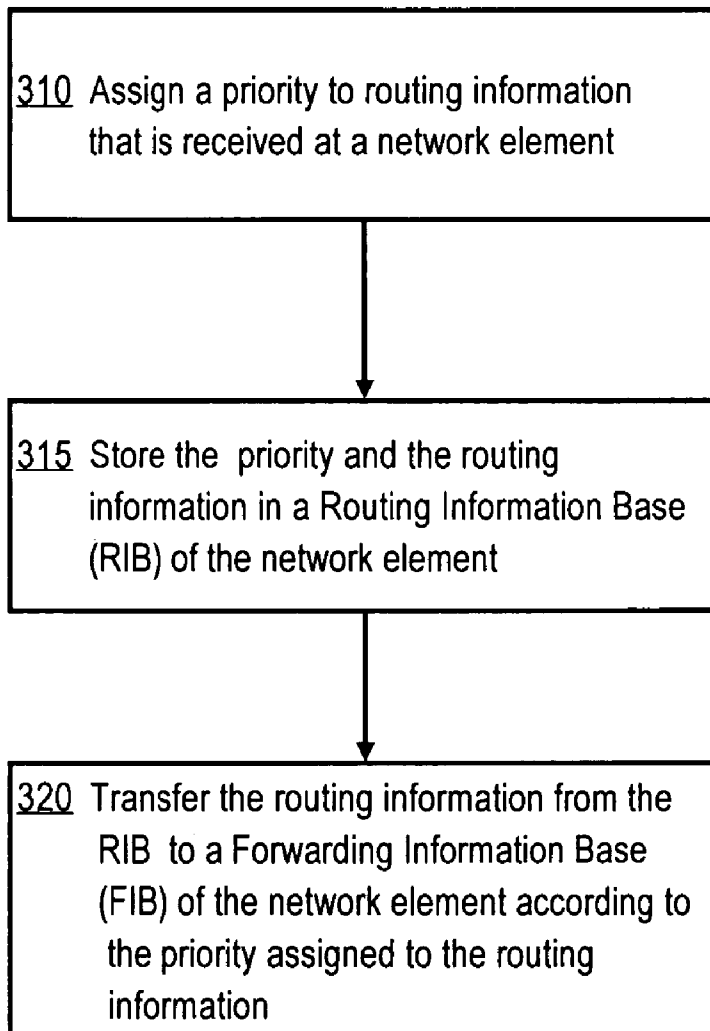 310 Assign a priority to routing information
that is received at a network element
315 Store the priority and the routing
information in a Routing Information Base
(RIB) of the network element
320 Transfer the routing information from the
RIB to a Forwarding Information Base
(FIB) of the network element according to
the priority assigned to the routing
information